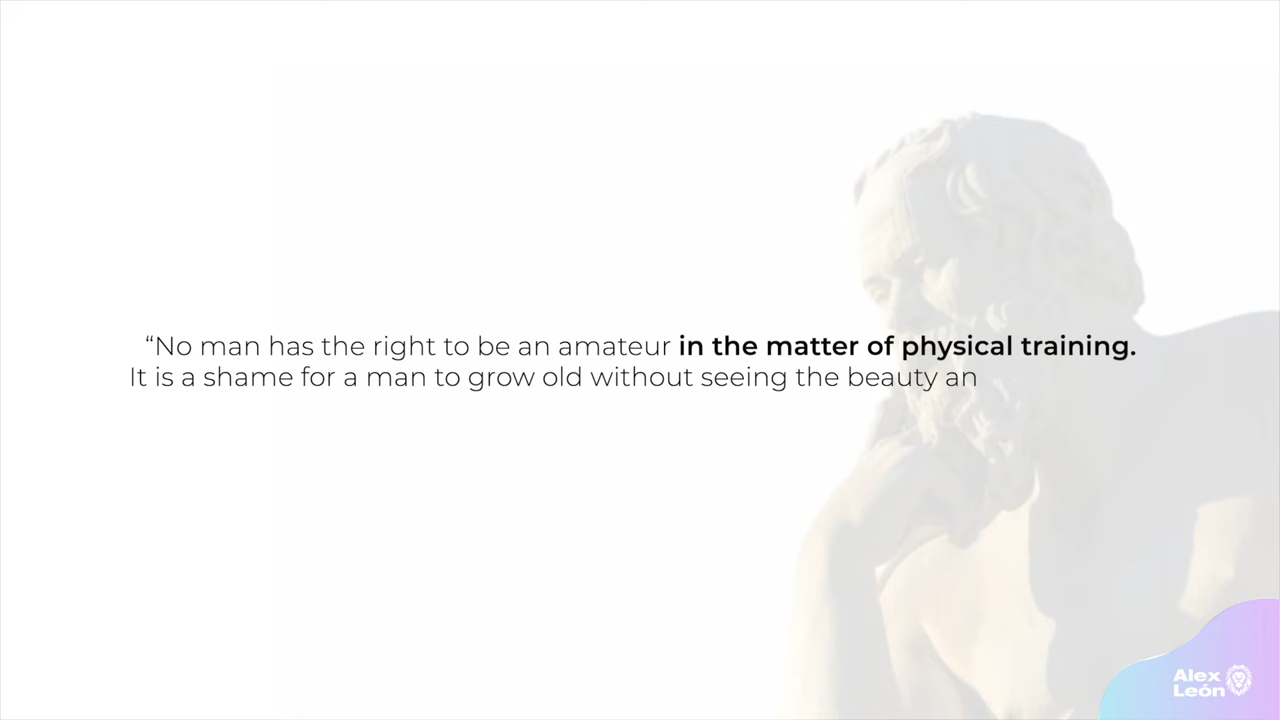 “No man has the right to be an amateur in the matter of physical training.
It is a shame for a man to grow old without seeing the beauty an
Alex
León